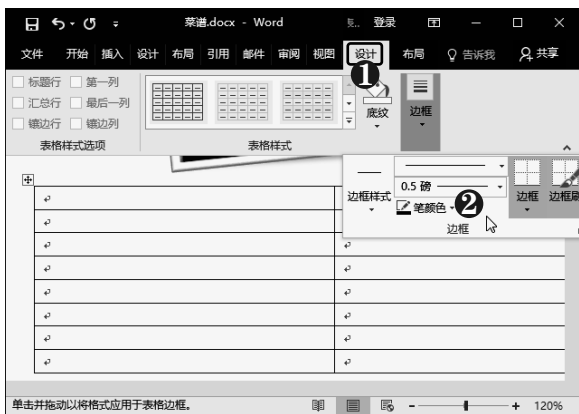 菜谱.docx - Word
登录
文件 开始 插入 设计 布局 引用 邮件 审阅 视图 设计 布局 告诉我 共享
1
标题行 第一列
汇总行 最后一列
镶边行 镶边列
表格样式选项
表格样式
底纹
边框
边框样式
0.5 磅
笔颜色
2
边框
边框刷
边框
单击并拖动以将格式应用于表格边框。
120%